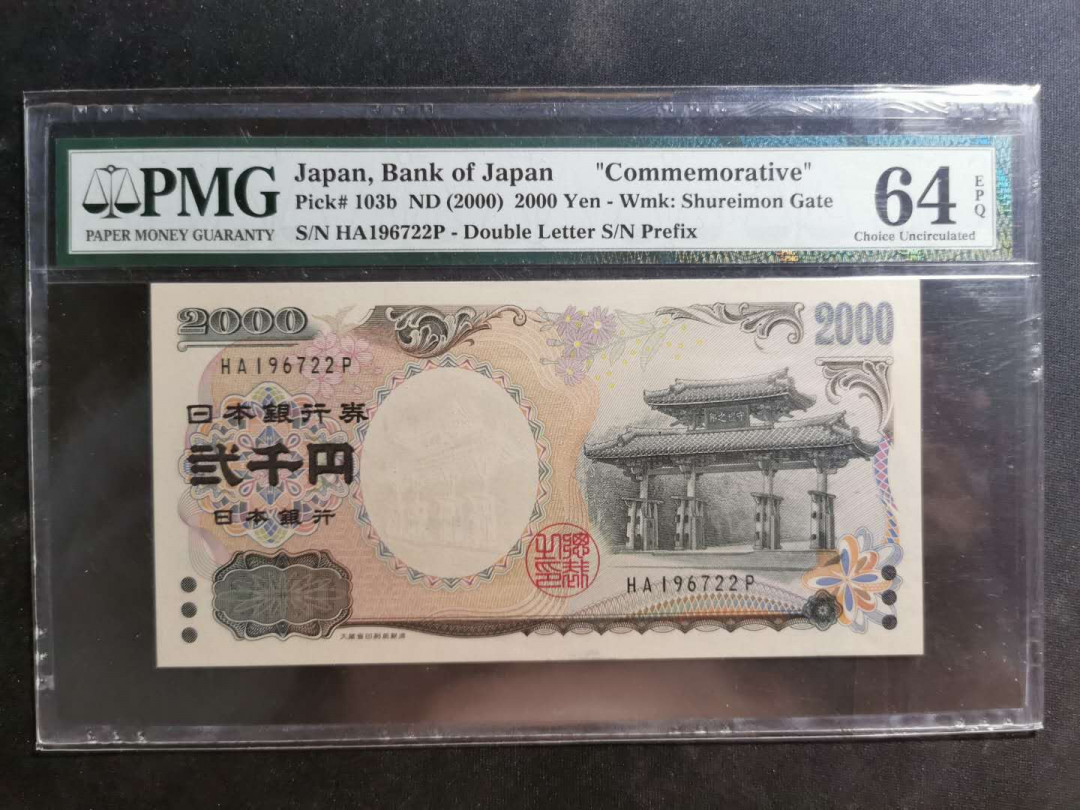 PMG
PAPER MONEY GUARANTY
Japan, Bank of Japan "Commemorative"
Pick# 103b ND (2000) 2000 Yen - Wmk: Shureimon Gate
S/N HA196722P - Double Letter S/N Prefix
64
EPQ
Choice Uncirculated
2000
2000
HA196722P
日本銀行券
弐千円
日本銀行
HA196722P